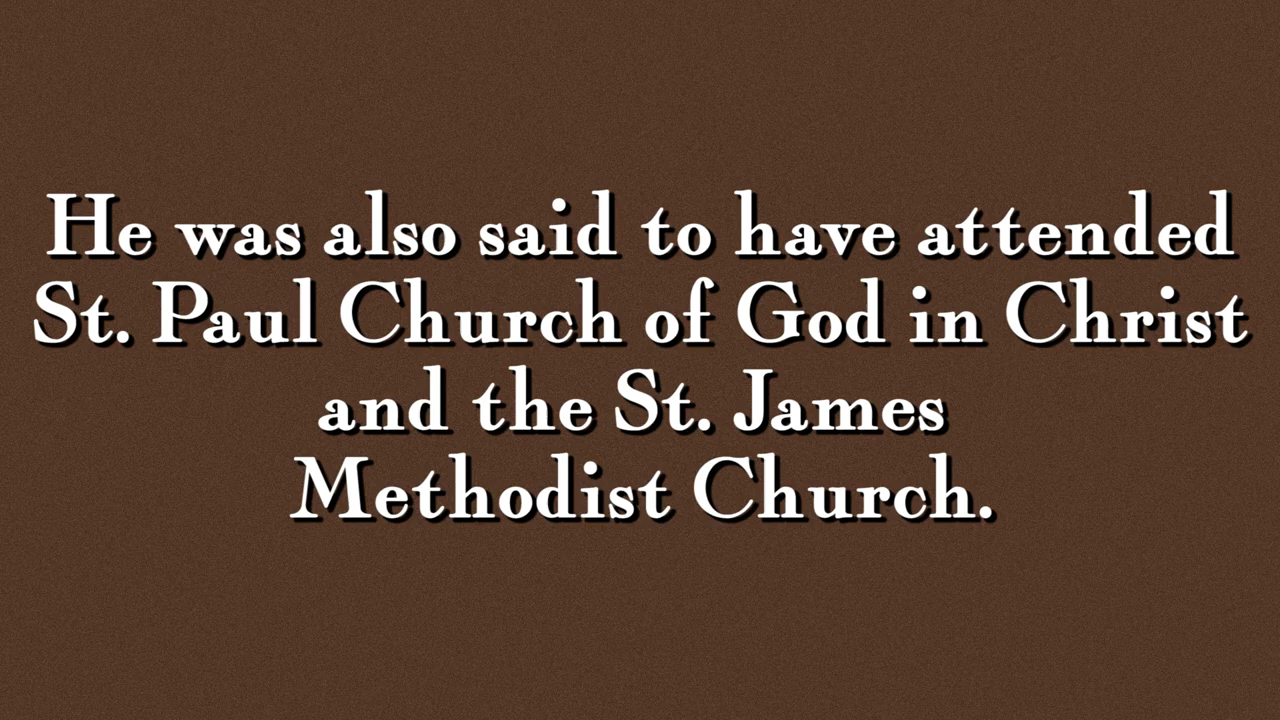 He was also said to have attended
St. Paul Church of God in Christ
and the St. James
Methodist Church.